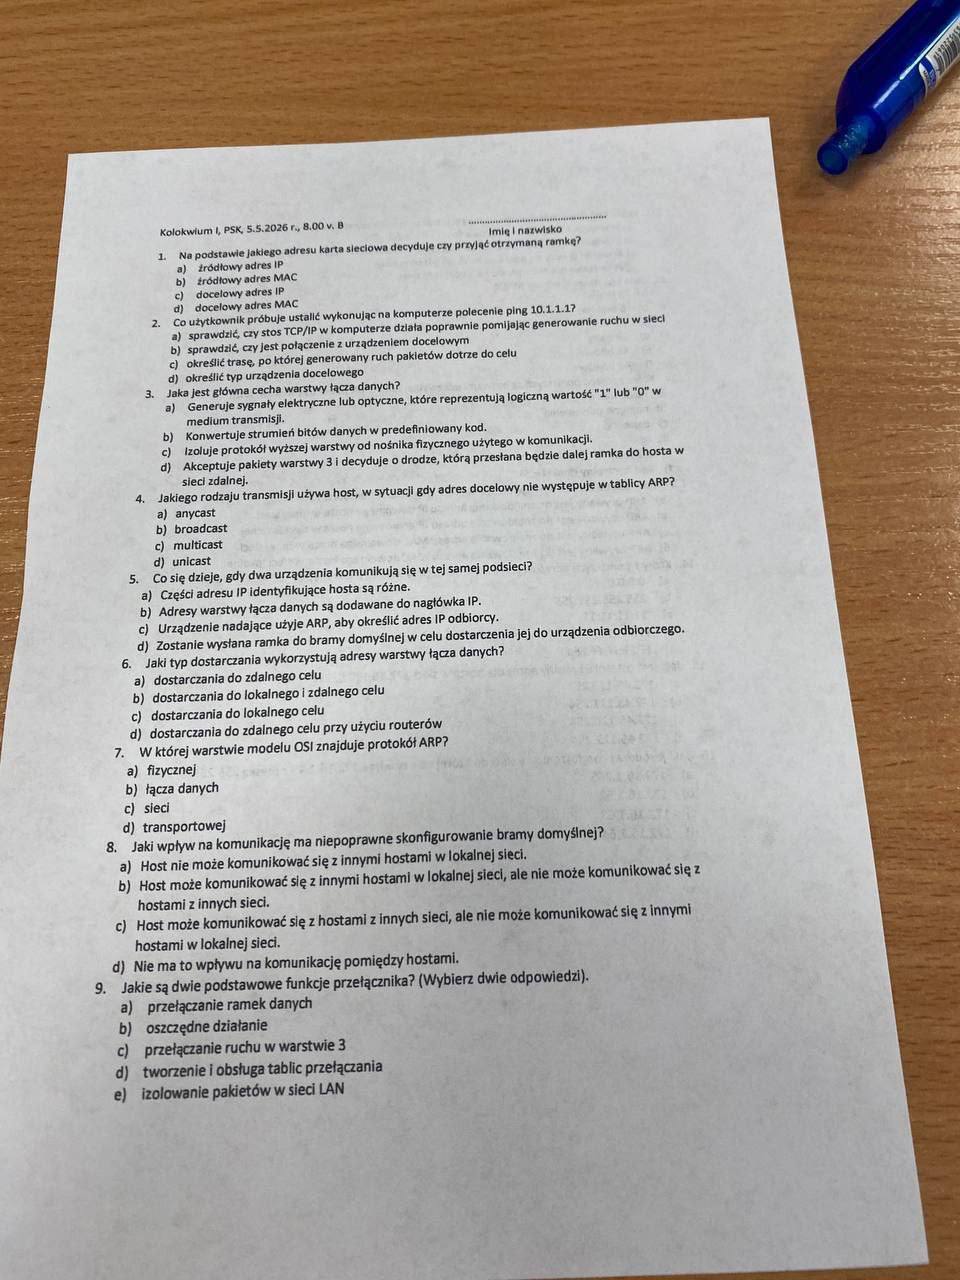 Kolokwium I, PSK, 5.5.2026 r., 8.00 v. B
Imię i nazwisko
1. Na podstawie jakiego adresu karta sieciowa decyduje czy przyjąć otrzymaną ramkę?
a) źródłowy adres IP
b) źródłowy adres MAC
c) docelowy adres IP
d) docelowy adres MAC
2. Co użytkownik próbuje ustalić wykonując na komputerze polecenie ping 10.1.1.1?
a) sprawdzić, czy stos TCP/IP w komputerze działa poprawnie pomijając generowanie ruchu w sieci
b) sprawdzić, czy jest połączenie z urządzeniem docelowym
c) określić trasę, po której generowany ruch pakietów dotrze do celu
d) określić typ urządzenia docelowego
3. Jaka jest główna cecha warstwy łącza danych?
a) Generuje sygnały elektryczne lub optyczne, które reprezentują logiczną wartość "1" lub "0" w
medium transmisji.
b) Konwertuje strumień bitów danych w predefiniowany kod.
c) Izoluje protokół wyższej warstwy od nośnika fizycznego użytego w komunikacji.
d) Akceptuje pakiety warstwy 3 i decyduje o drodze, którą przesłana będzie dalej ramka do hosta w
sieci zdalnej.
4. Jakiego rodzaju transmisji używa host, w sytuacji gdy adres docelowy nie występuje w tablicy ARP?
a) anycast
b) broadcast
c) multicast
d) unicast
5. Co się dzieje, gdy dwa urządzenia komunikują się w tej samej podsieci?
a) Części adresu IP identyfikujące hosta są różne.
b) Adresy warstwy łącza danych są dodawane do nagłówka IP.
c) Urządzenie nadające użyje ARP, aby określić adres IP odbiorcy.
d) Zostanie wysłana ramka do bramy domyślnej w celu dostarczenia jej do urządzenia odbiorczego.
6. Jaki typ dostarczania wykorzystują adresy warstwy łącza danych?
a) dostarczania do zdalnego celu
b) dostarczania do lokalnego i zdalnego celu
c) dostarczania do lokalnego celu
d) dostarczania do zdalnego celu przy użyciu routerów
7. W której warstwie modelu OSI znajduje protokół ARP?
a) fizycznej
b) łącza danych
c) sieci
d) transportowej
8. Jaki wpływ na komunikację ma niepoprawne skonfigurowanie bramy domyślnej?
a) Host nie może komunikować się z innymi hostami w lokalnej sieci.
b) Host może komunikować się z innymi hostami w lokalnej sieci, ale nie może komunikować się z
hostami z innych sieci.
c) Host może komunikować się z hostami z innych sieci, ale nie może komunikować się z innymi
hostami w lokalnej sieci.
d) Nie ma to wpływu na komunikację pomiędzy hostami.
9. Jakie są dwie podstawowe funkcje przełącznika? (Wybierz dwie odpowiedzi).
a) przełączanie ramek danych
b) oszczędne działanie
c) przełączanie ruchu w warstwie 3
d) tworzenie i obsługa tablic przełączania
e) izolowanie pakietów w sieci LAN